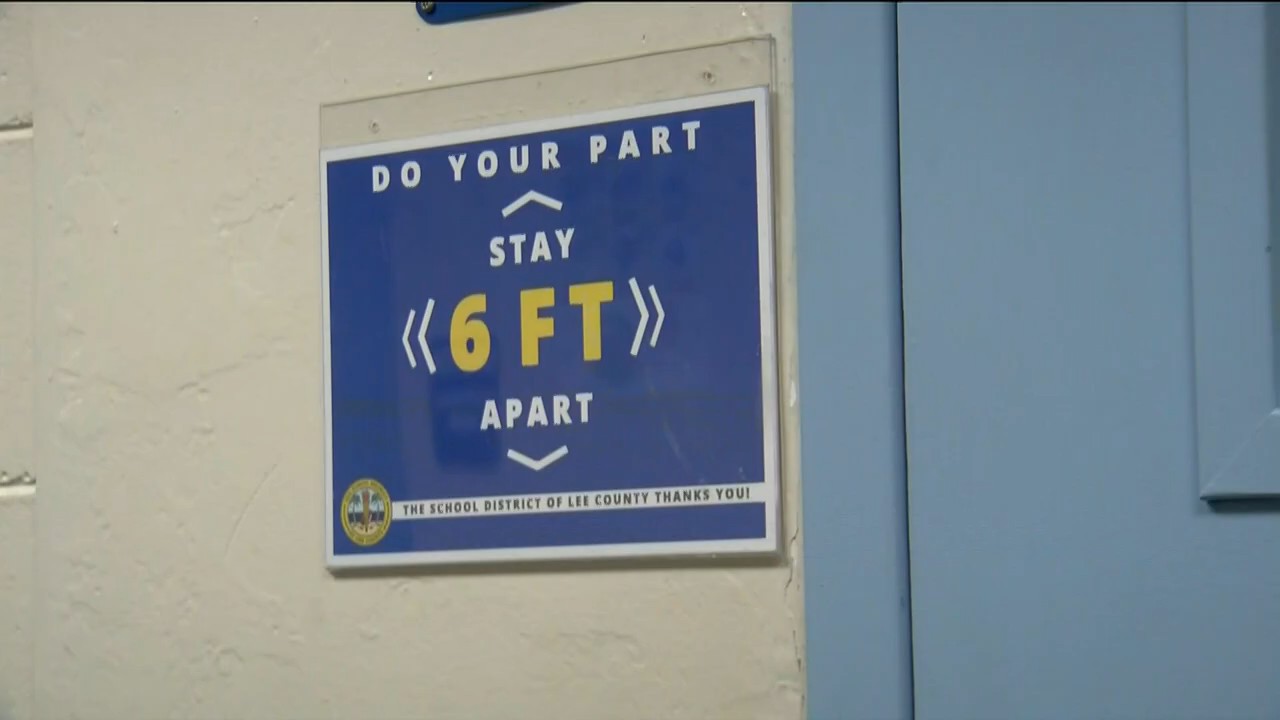 DO YOUR PART
STAY
6 FT
APART
THE SCHOOL DISTRICT OF LEE COUNTY THANKS YOU!